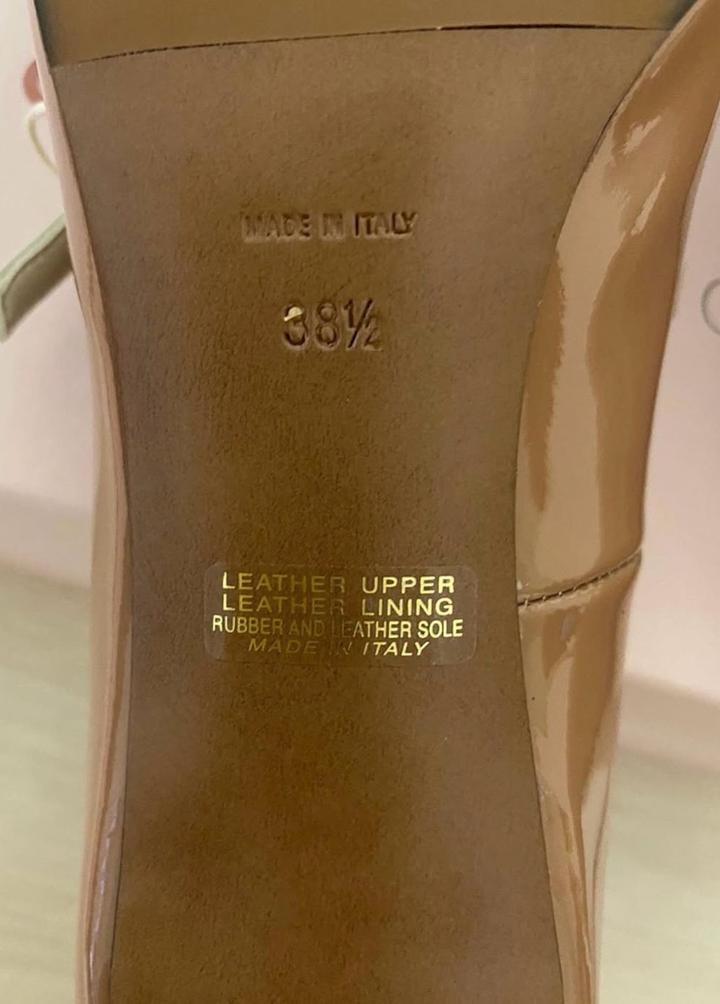 MADE IN ITALY
38½
LEATHER UPPER
LEATHER LINING
RUBBER AND LEATHER SOLE
MADE IN ITALY